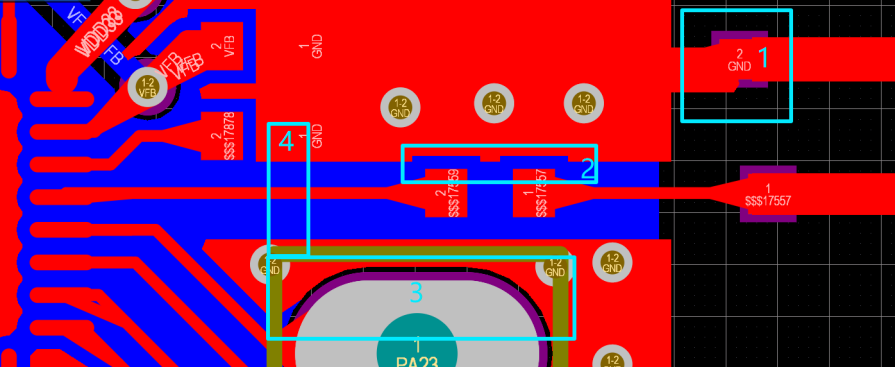 VDD33
VFB
VFB
1-2
VFB
2
VFB
1
GND
2
$$$17878
1
GND
4
1-2
GND
1-2
GND
1-2
GND
2
GND
1
2
2
$$$17559
1
$$$17557
1
$$$17557
1-2
GND
1-2
GND
1-2
GND
3
1
PA23
1-2
GND